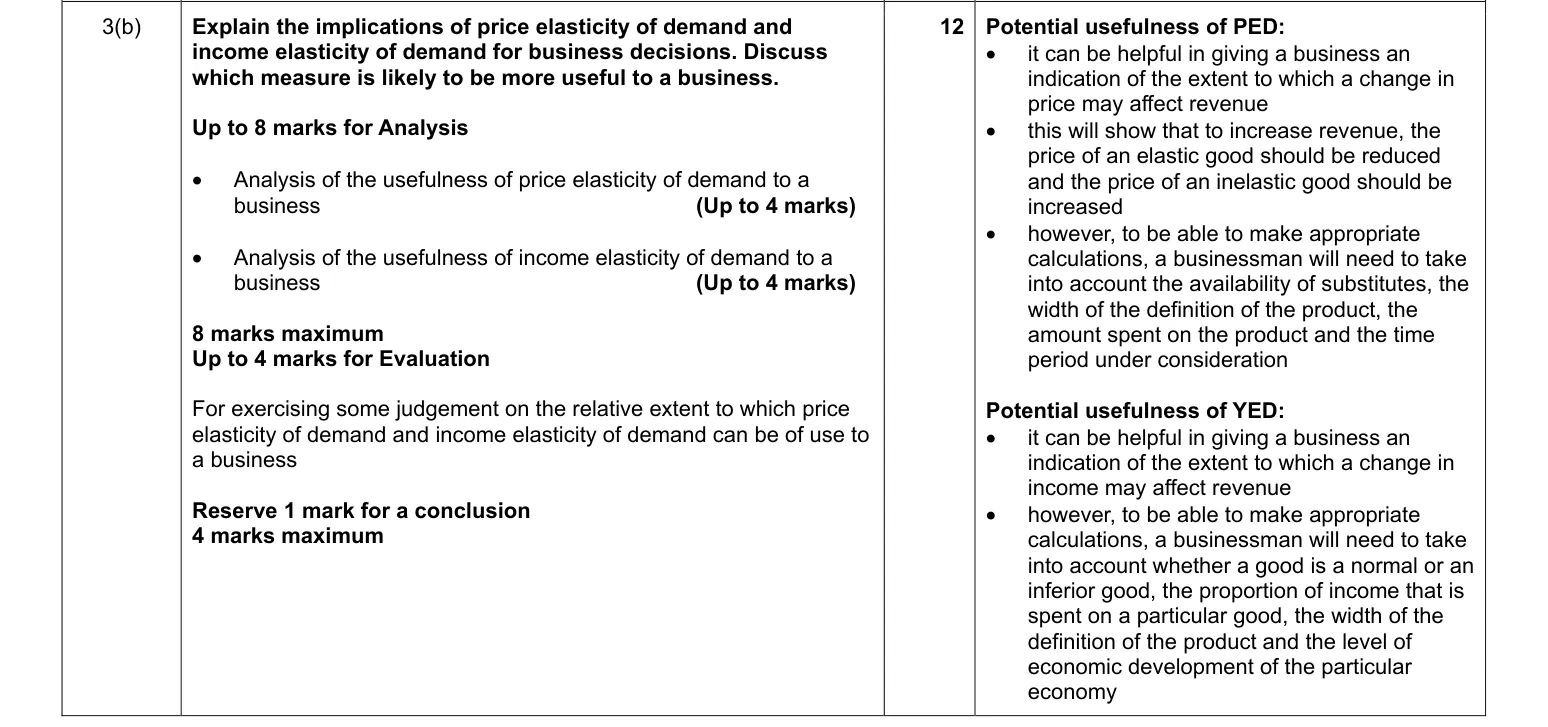 3(b)
Explain the implications of price elasticity of demand and
income elasticity of demand for business decisions. Discuss
which measure is likely to be more useful to a business.
Up to 8 marks for Analysis
• Analysis of the usefulness of price elasticity of demand to a
business (Up to 4 marks)
• Analysis of the usefulness of income elasticity of demand to a
business (Up to 4 marks)
8 marks maximum
Up to 4 marks for Evaluation
For exercising some judgement on the relative extent to which price
elasticity of demand and income elasticity of demand can be of use to
a business
Reserve 1 mark for a conclusion
4 marks maximum
12
Potential usefulness of PED:
• it can be helpful in giving a business an
indication of the extent to which a change in
price may affect revenue
• this will show that to increase revenue, the
price of an elastic good should be reduced
and the price of an inelastic good should be
increased
• however, to be able to make appropriate
calculations, a businessman will need to take
into account the availability of substitutes, the
width of the definition of the product, the
amount spent on the product and the time
period under consideration
Potential usefulness of YED:
• it can be helpful in giving a business an
indication of the extent to which a change in
income may affect revenue
• however, to be able to make appropriate
calculations, a businessman will need to take
into account whether a good is a normal or an
inferior good, the proportion of income that is
spent on a particular good, the width of the
definition of the product and the level of
economic development of the particular
economy